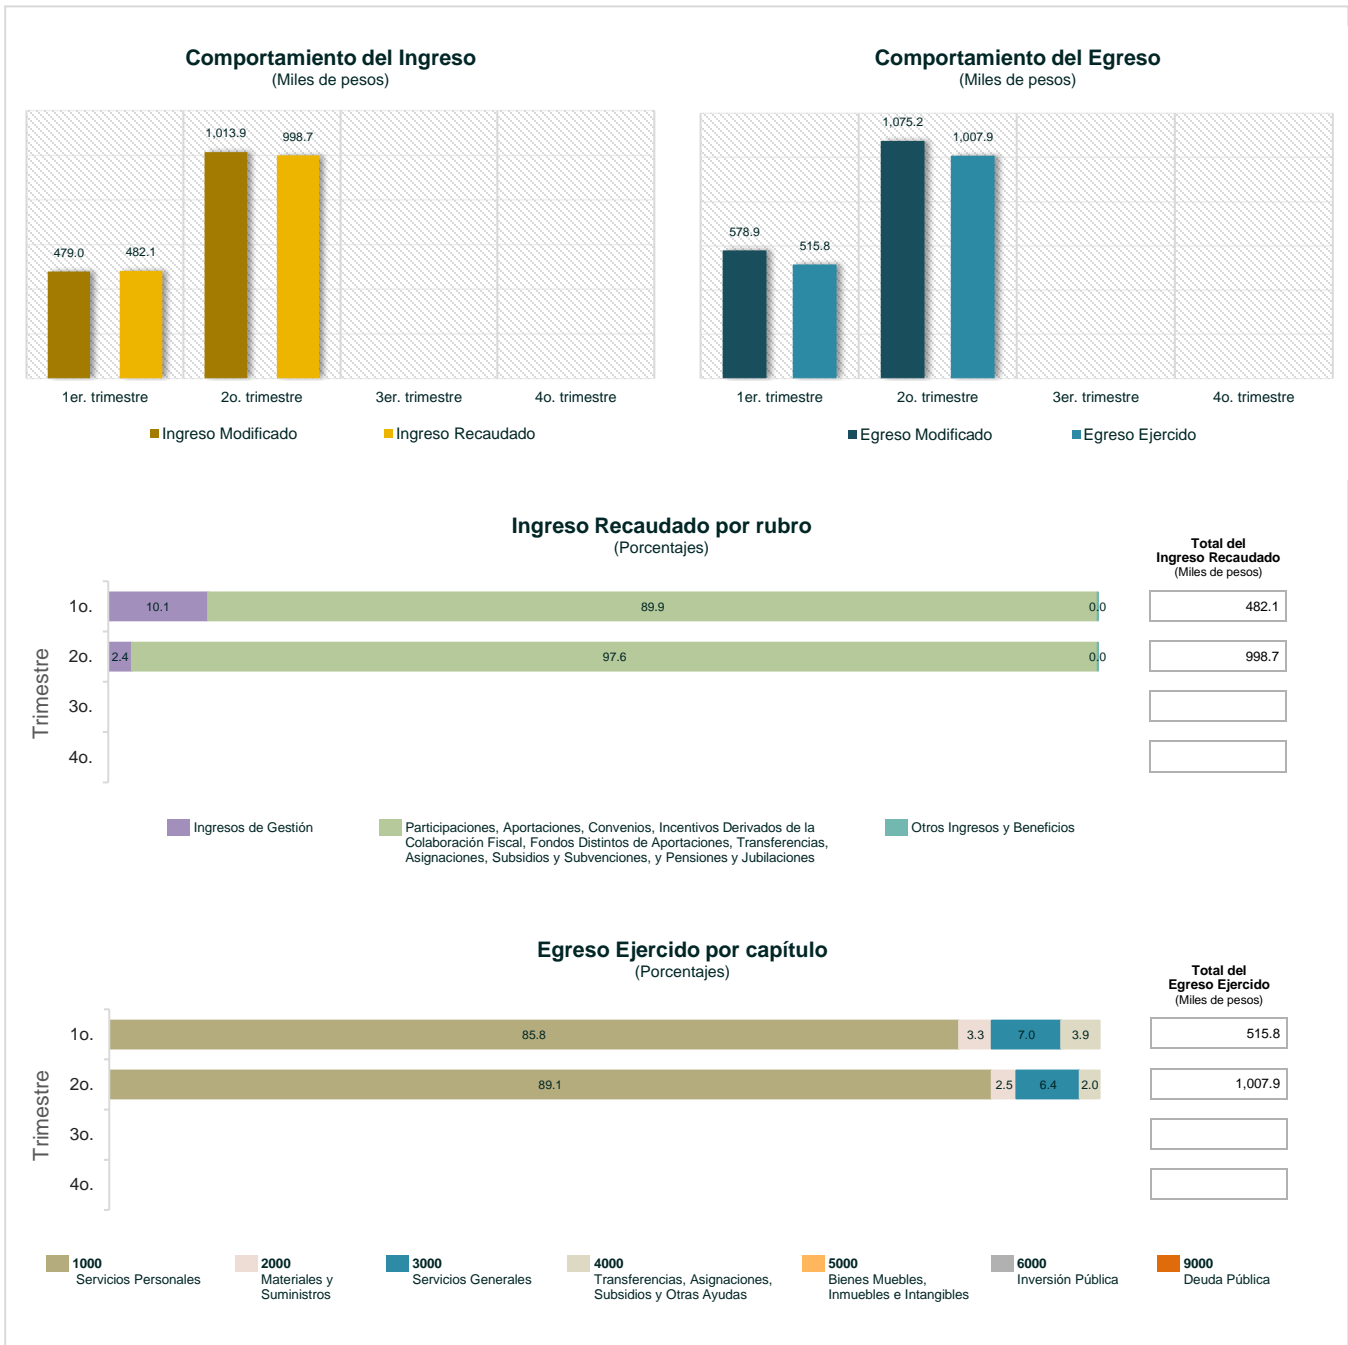 Comportamiento del Ingreso
(Miles de pesos)
1,013.9
998.7
479.0
482.1
1er. trimestre
2o. trimestre
3er. trimestre
4o. trimestre
Ingreso Modificado
Ingreso Recaudado
Comportamiento del Egreso
(Miles de pesos)
1,075.2
1,007.9
578.9
515.8
1er. trimestre
2o. trimestre
3er. trimestre
4o. trimestre
Egreso Modificado
Egreso Ejercido
Ingreso Recaudado por rubro
(Porcentajes)
Total del
Ingreso Recaudado
(Miles de pesos)
Trimestre
1o.
10.1
89.9
0.0
482.1
2o.
2.4
97.6
0.0
998.7
3o.
4o.
Ingresos de Gestión
Participaciones, Aportaciones, Convenios, Incentivos Derivados de la
Colaboración Fiscal, Fondos Distintos de Aportaciones, Transferencias,
Asignaciones, Subsidios y Subvenciones, y Pensiones y Jubilaciones
Otros Ingresos y Beneficios
Egreso Ejercido por capítulo
(Porcentajes)
Total del
Egreso Ejercido
(Miles de pesos)
Trimestre
1o.
85.8
3.3
7.0
3.9
515.8
2o.
89.1
2.5
6.4
2.0
1,007.9
3o.
4o.
1000
Servicios Personales
2000
Materiales y
Suministros
3000
Servicios Generales
4000
Transferencias, Asignaciones,
Subsidios y Otras Ayudas
5000
Bienes Muebles,
Inmuebles e Intangibles
6000
Inversión Pública
9000
Deuda Pública